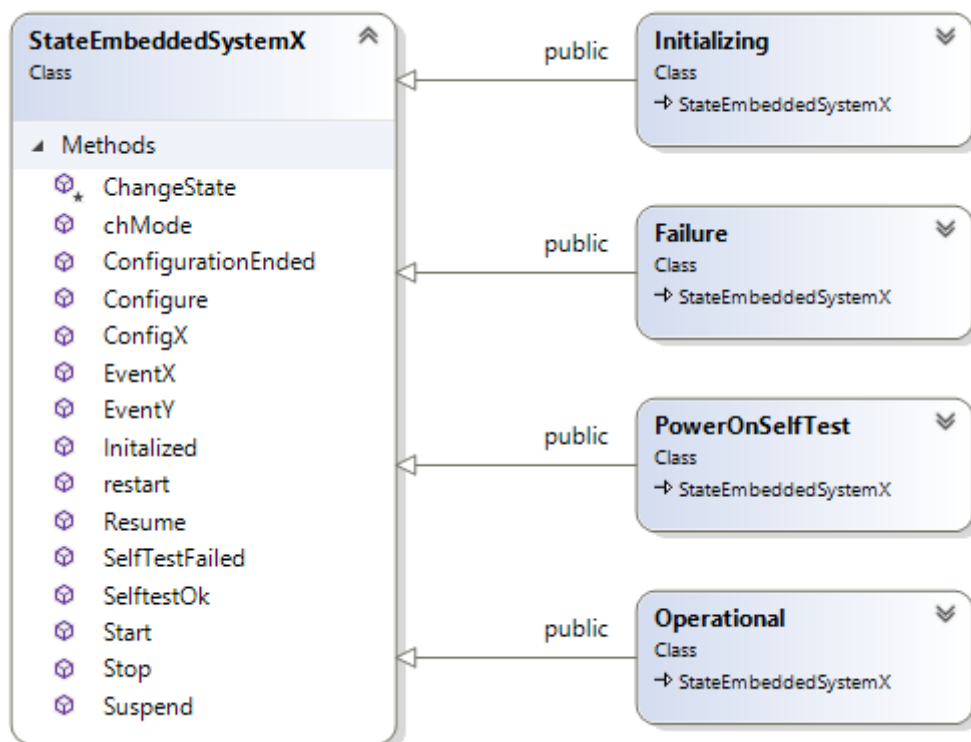 StateEmbeddedSystemX
Class
Methods
ChangeState
chMode
ConfigurationEnded
Configure
ConfigX
EventX
EventY
Initalized
restart
Resume
SelfTestFailed
SelftestOk
Start
Stop
Suspend
public
Initializing
Class
StateEmbeddedSystemX
public
Failure
Class
StateEmbeddedSystemX
public
PowerOnSelfTest
Class
StateEmbeddedSystemX
public
Operational
Class
StateEmbeddedSystemX